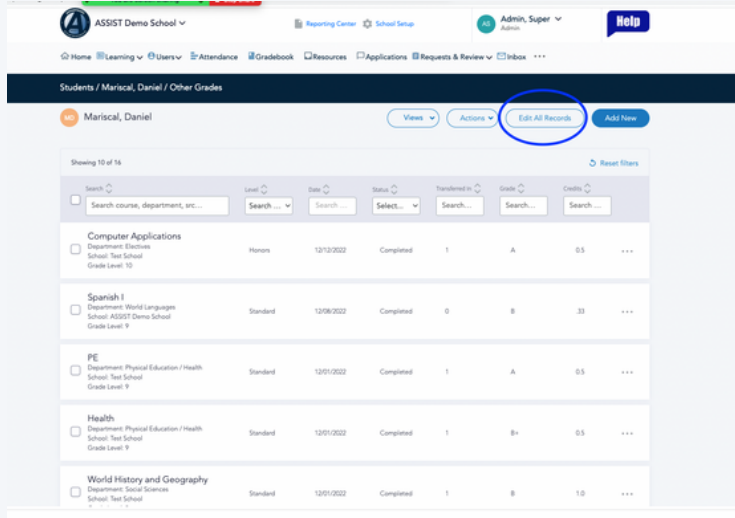 ASSIST Demo School
Reporting Center
School Setup
AS
Admin, Super
Admin
Help
Home
Learning
Users
Attendance
Gradebook
Resources
Applications
Requests & Review
Inbox
Students / Mariscal, Daniel / Other Grades
MD
Mariscal, Daniel
Views
Actions
Edit All Records
Add New
Showing 10 of 16
Reset filters
Search
Level
Date
Status
Transferred In
Grade
Credits
Search course, department, src...
Search ...
Search ...
Select...
Search...
Search...
Search ...
Computer Applications
Department: Electives
School: Test School
Grade Level: 10
Honors
12/12/2022
Completed
1
A
0.5
Spanish I
Department: World Languages
School: ASSIST Demo School
Grade Level: 9
Standard
12/08/2022
Completed
0
B
.33
PE
Department: Physical Education / Health
School: Test School
Grade Level: 9
Standard
12/01/2022
Completed
1
A
0.5
Health
Department: Physical Education / Health
School: Test School
Grade Level: 9
Standard
12/01/2022
Completed
1
B+
0.5
World History and Geography
Department: Social Sciences
School: Test School
Standard
12/01/2022
Completed
1
B
1.0